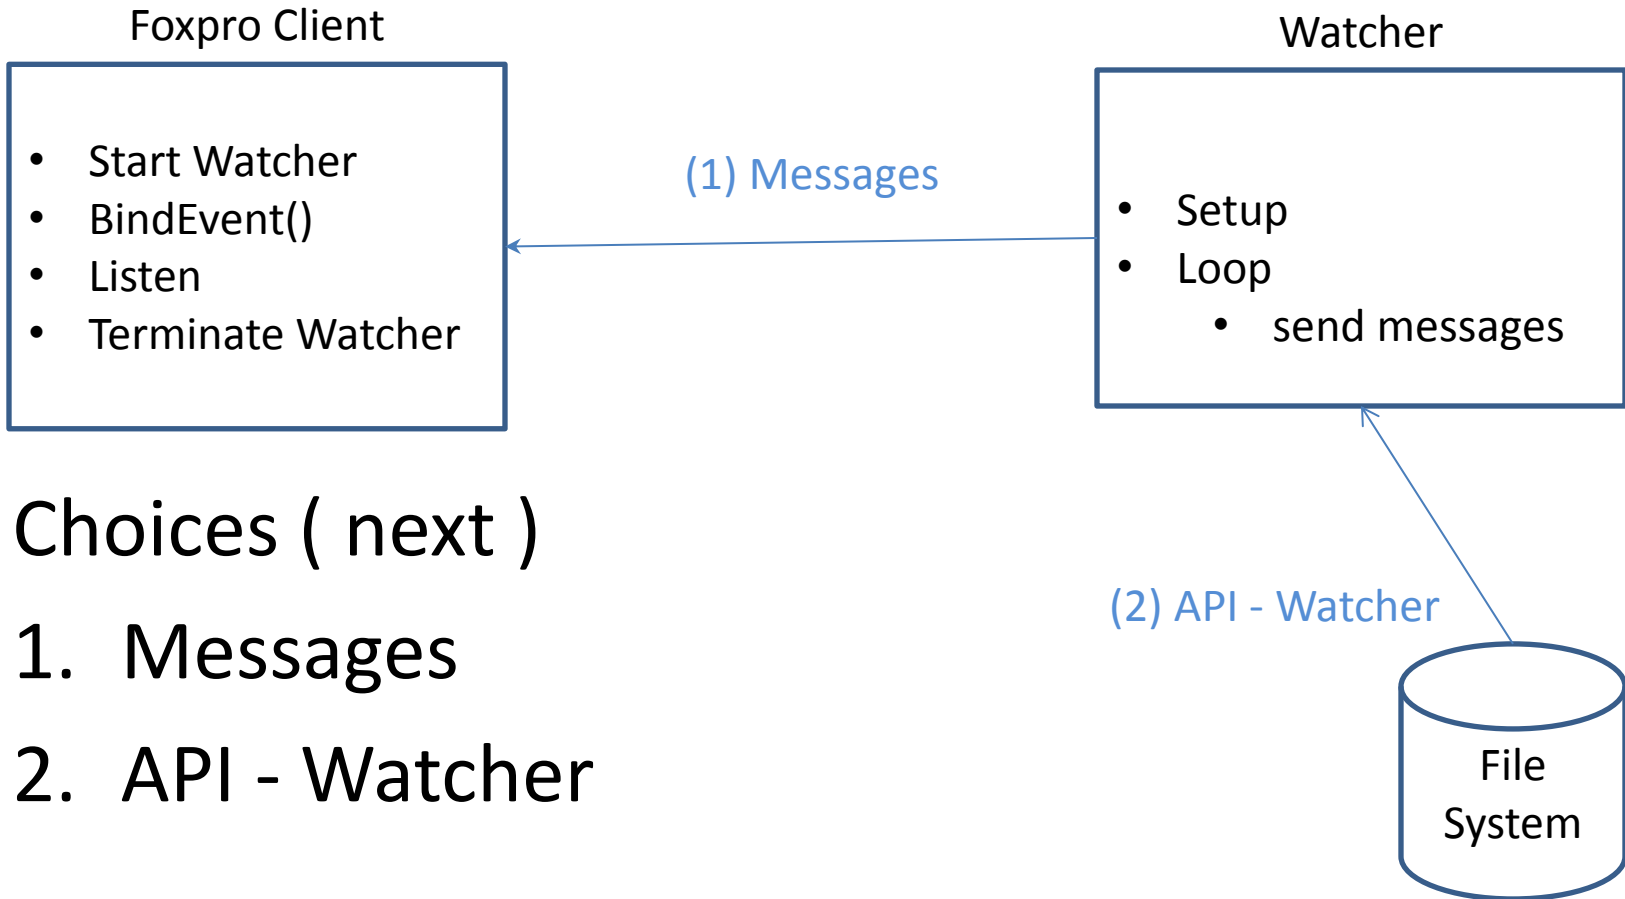 Foxpro Client
• Start Watcher
• BindEvent()
• Listen
• Terminate Watcher
(1) Messages
Watcher
• Setup
• Loop
• send messages
Choices ( next )
1. Messages
2. API - Watcher
(2) API - Watcher
File
System